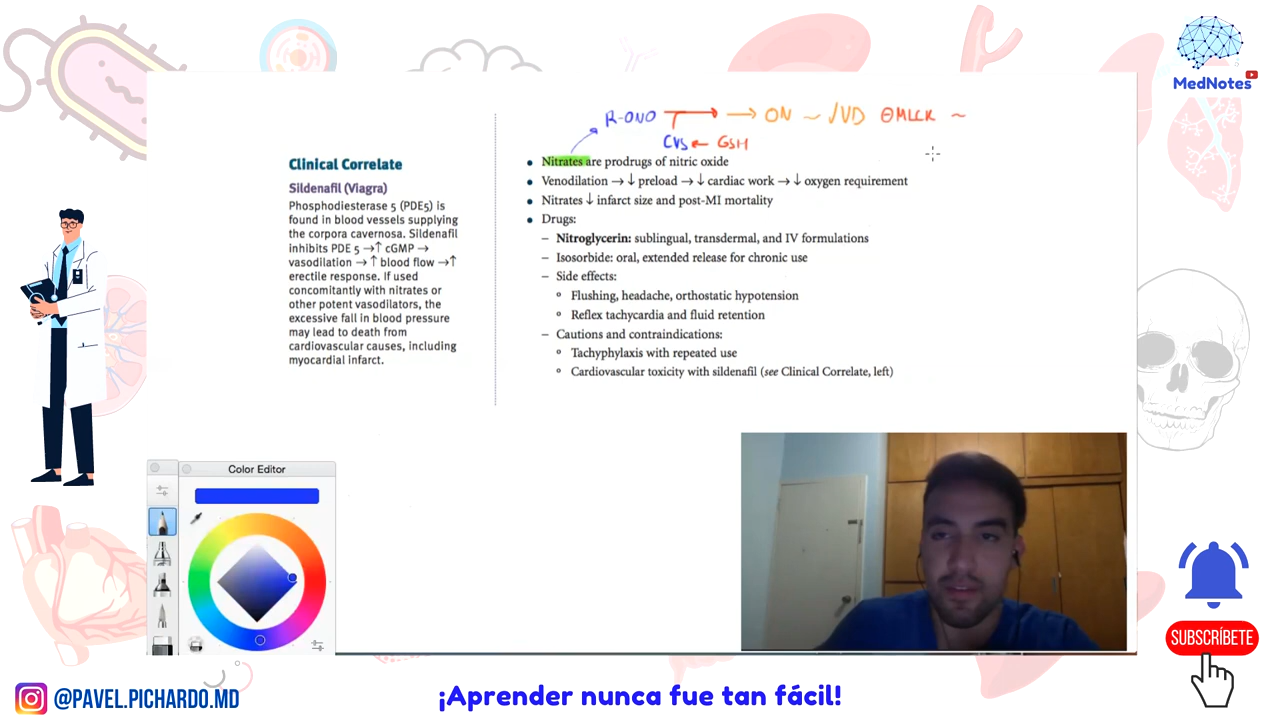 MedNotes
R-ONO → ON ~ √VD ⊖MLCK ~
CVS ← GSH
Clinical Correlate
Sildenafil (Viagra)
Phosphodiesterase 5 (PDE5) is
found in blood vessels supplying
the corpora cavernosa. Sildenafil
inhibits PDE 5 →↑ cGMP →
vasodilation → ↑ blood flow →↑
erectile response. If used
concomitantly with nitrates or
other potent vasodilators, the
excessive fall in blood pressure
may lead to death from
cardiovascular causes, including
myocardial infarct.
• Nitrates are prodrugs of nitric oxide
• Venodilation → ↓ preload → ↓ cardiac work → ↓ oxygen requirement
• Nitrates ↓ infarct size and post-MI mortality
• Drugs:
– Nitroglycerin: sublingual, transdermal, and IV formulations
– Isosorbide: oral, extended release for chronic use
– Side effects:
° Flushing, headache, orthostatic hypotension
° Reflex tachycardia and fluid retention
– Cautions and contraindications:
° Tachyphylaxis with repeated use
° Cardiovascular toxicity with sildenafil (see Clinical Correlate, left)
Color Editor
SUBSCRÍBETE
@PAVEL.PICHARDO.MD
¡Aprender nunca fue tan fácil!